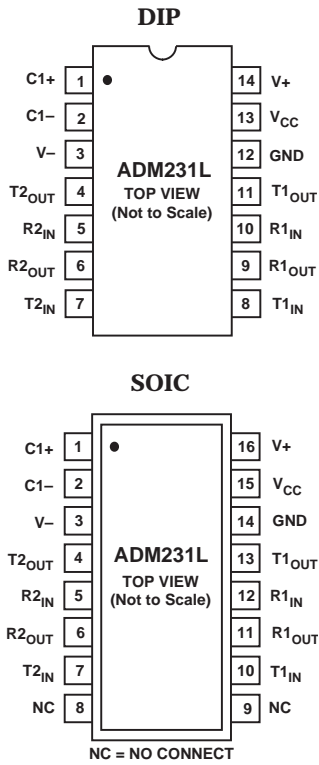 DIP
C1+ 1 14 V+
C1– 2 13 VCC
V– 3 12 GND
ADM231L
T2OUT 4 TOP VIEW 11 T1OUT
(Not to Scale)
R2IN 5 10 R1IN
R2OUT 6 9 R1OUT
T2IN 7 8 T1IN
SOIC
C1+ 1 16 V+
C1– 2 15 VCC
V– 3 14 GND
T2OUT 4 ADM231L 13 T1OUT
TOP VIEW
R2IN 5 (Not to Scale) 12 R1IN
R2OUT 6 11 R1OUT
T2IN 7 10 T1IN
NC 8 9 NC
NC = NO CONNECT